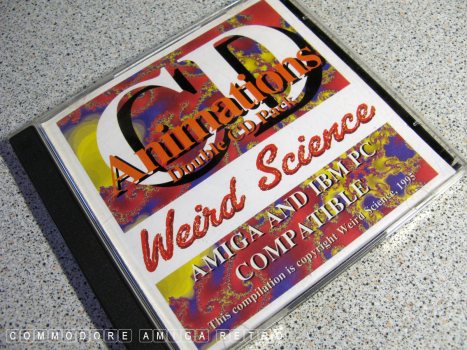 CD
Animations
Double CD Pack
Weird Science
AMIGA AND IBM PC
COMPATIBLE
This compilation is copyright Weird Science 1995
COMMODORE AMIGA RETRO